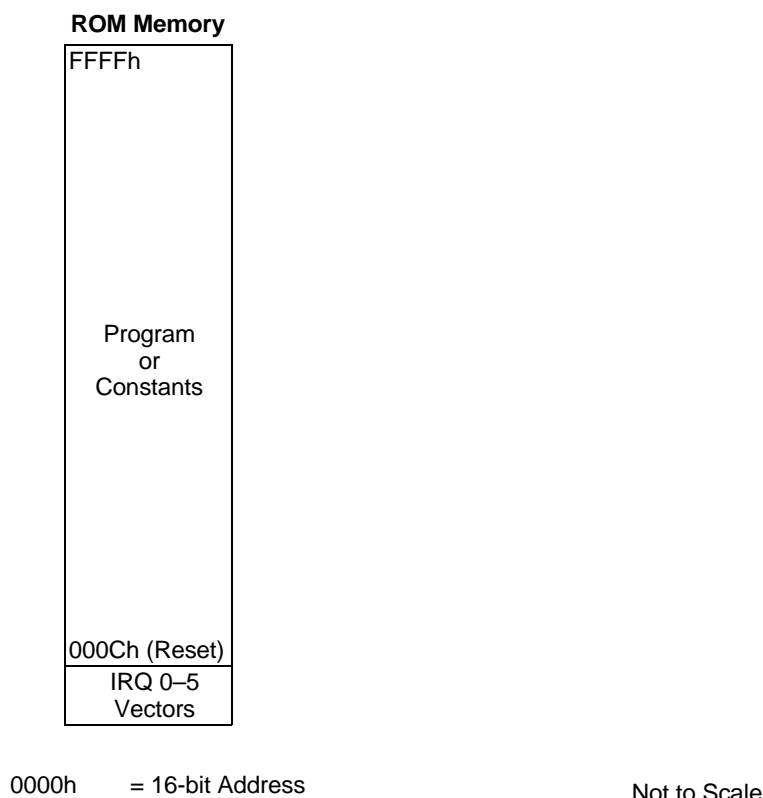 ROM Memory
FFFFh
Program
or
Constants
000Ch (Reset)
IRQ 0–5
Vectors
0000h = 16-bit Address
Not to Scale